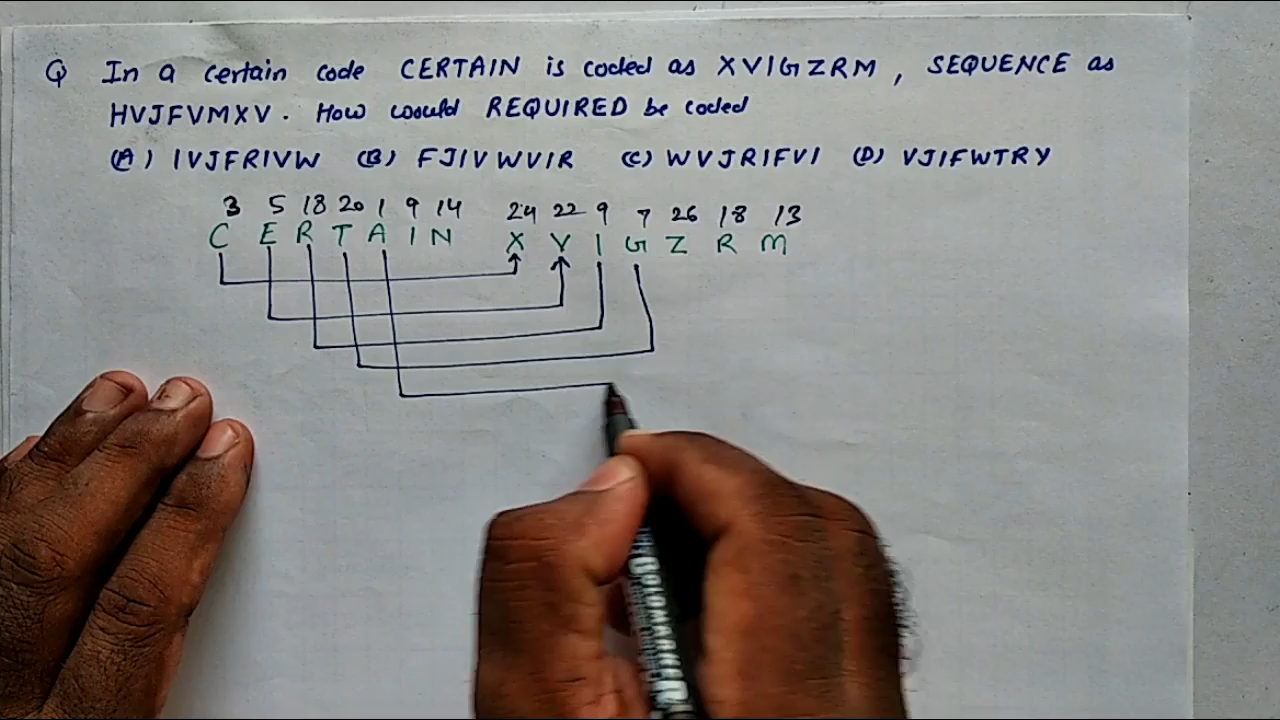 Q In a certain code CERTAIN is coded as XVIGZRM, SEQUENCE as
HVJFVMXV. How would REQUIRED be coded
(A) IVJFRIVW (B) FJIVWVIR (C) WVJRIFVI (D) VJIFWTRY
3 5 18 20 1 9 14 24 22 9 7 26 18 13
C E R T A I N X V I G Z R M